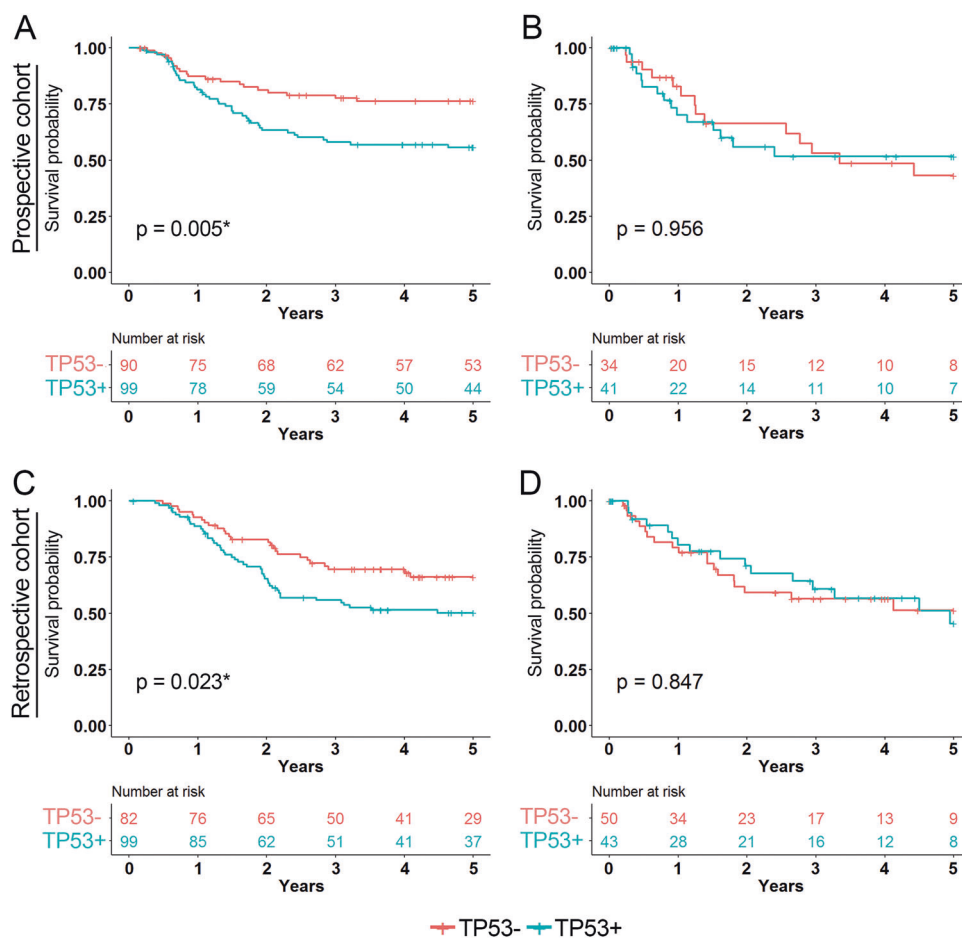 A
Prospective cohort
Survival probability
1.00
0.75
0.50
0.25
0.00
p = 0.005*
0 1 2 3 4 5
Years
Number at risk
TP53- 90 75 68 62 57 53
TP53+ 99 78 59 54 50 44
0 1 2 3 4 5
Years
B
Survival probability
1.00
0.75
0.50
0.25
0.00
p = 0.956
0 1 2 3 4 5
Years
Number at risk
TP53- 34 20 15 12 10 8
TP53+ 41 22 14 11 10 7
0 1 2 3 4 5
Years
C
Retrospective cohort
Survival probability
1.00
0.75
0.50
0.25
0.00
p = 0.023*
0 1 2 3 4 5
Years
Number at risk
TP53- 82 76 65 50 41 29
TP53+ 99 85 62 51 41 37
0 1 2 3 4 5
Years
D
Survival probability
1.00
0.75
0.50
0.25
0.00
p = 0.847
0 1 2 3 4 5
Years
Number at risk
TP53- 50 34 23 17 13 9
TP53+ 43 28 21 16 12 8
0 1 2 3 4 5
Years
TP53- TP53+